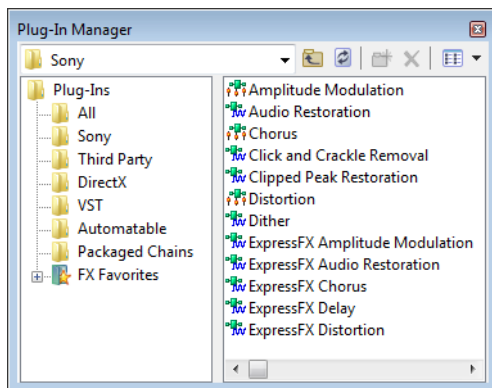 Plug-In Manager
Sony
Plug-Ins
All
Sony
Third Party
DirectX
VST
Automatable
Packaged Chains
FX Favorites
Amplitude Modulation
Audio Restoration
Chorus
Click and Crackle Removal
Clipped Peak Restoration
Distortion
Dither
ExpressFX Amplitude Modulation
ExpressFX Audio Restoration
ExpressFX Chorus
ExpressFX Delay
ExpressFX Distortion